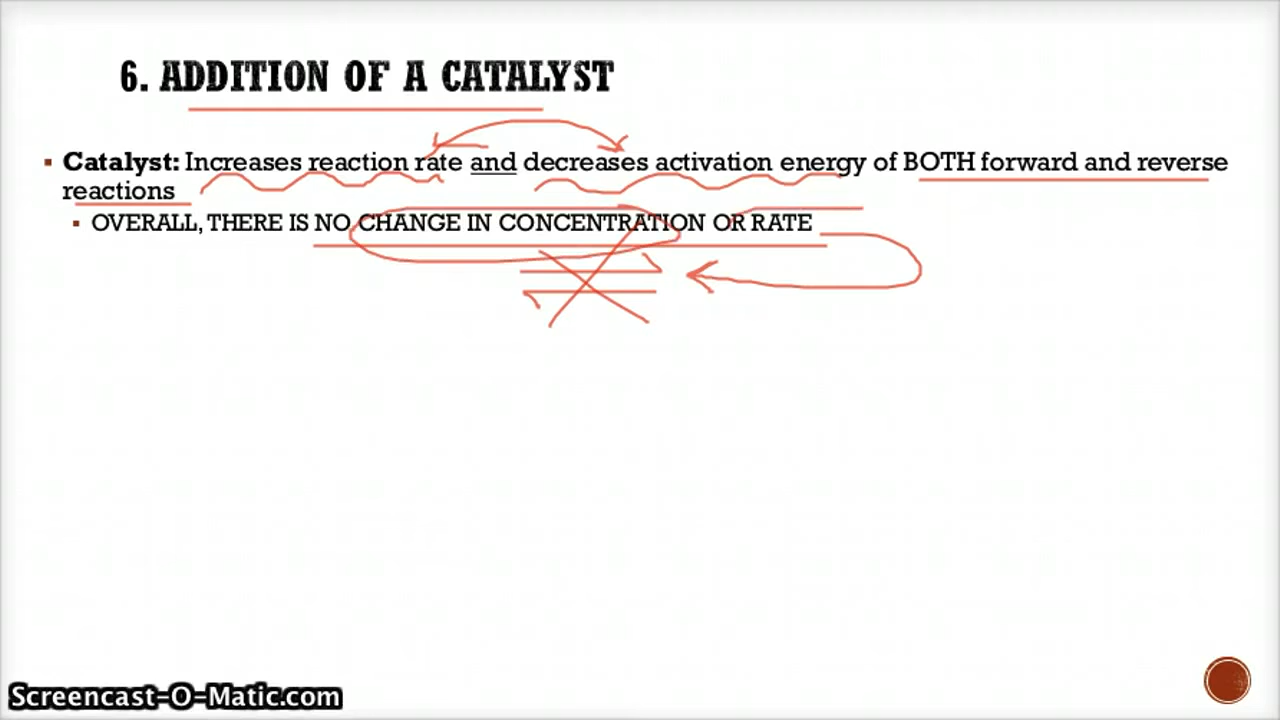 6. ADDITION OF A CATALYST
▪ Catalyst: Increases reaction rate and decreases activation energy of BOTH forward and reverse
reactions
▪ OVERALL, THERE IS NO CHANGE IN CONCENTRATION OR RATE
Screencast-O-Matic.com